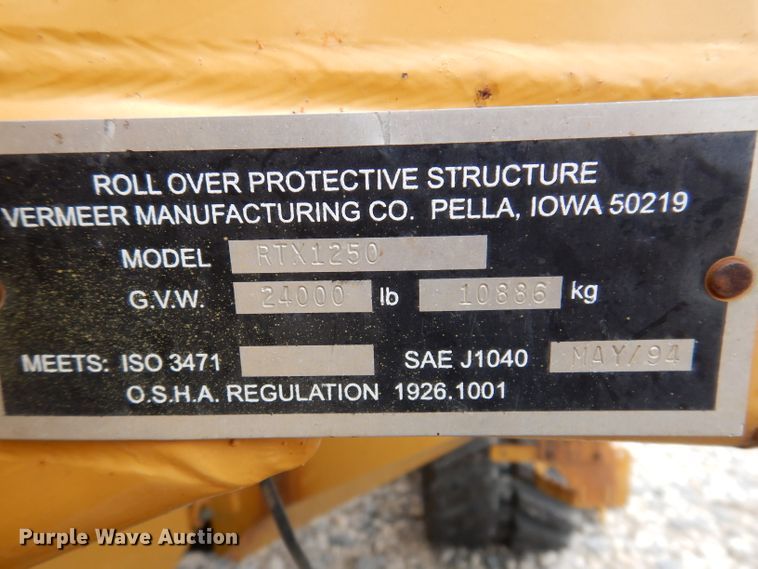 ROLL OVER PROTECTIVE STRUCTURE
VERMEER MANUFACTURING CO. PELLA, IOWA 50219
MODEL RTX1250
G.V.W. 24000 lb 10886 kg
MEETS: ISO 3471 SAE J1040 MAY/94
O.S.H.A. REGULATION 1926.1001
Purple Wave Auction